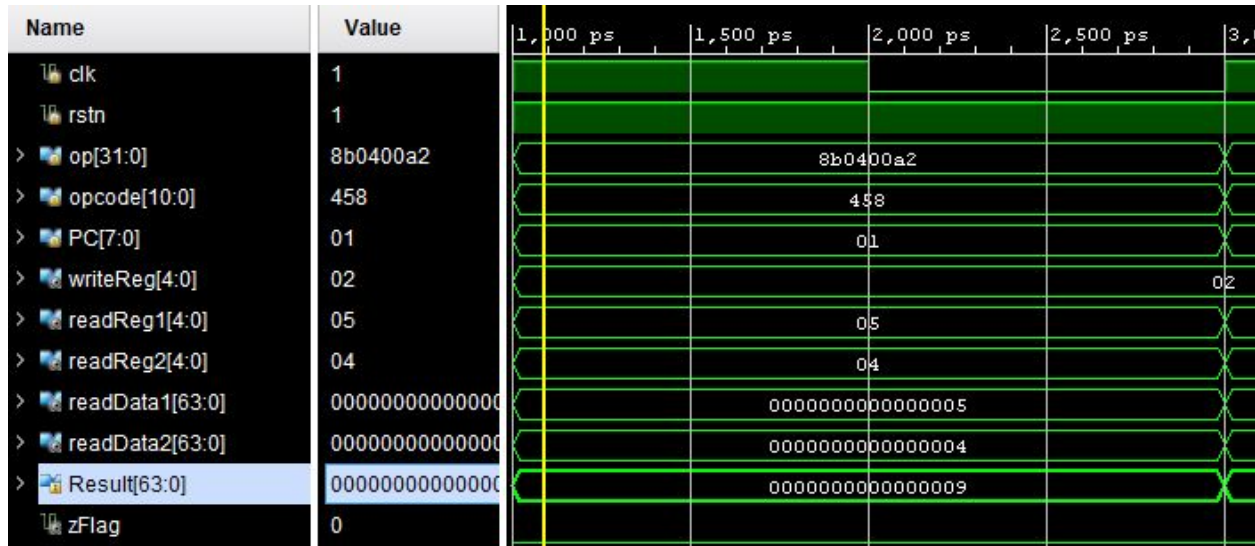 Name Value 1,000 ps 1,500 ps 2,000 ps 2,500 ps 3,
clk 1
rstn 1
> op[31:0] 8b0400a2 8b0400a2
> opcode[10:0] 458 458
> PC[7:0] 01 01
> writeReg[4:0] 02 02
> readReg1[4:0] 05 05
> readReg2[4:0] 04 04
> readData1[63:0] 00000000000000 0000000000000005
> readData2[63:0] 00000000000000 0000000000000004
> Result[63:0] 00000000000000 0000000000000009
zFlag 0